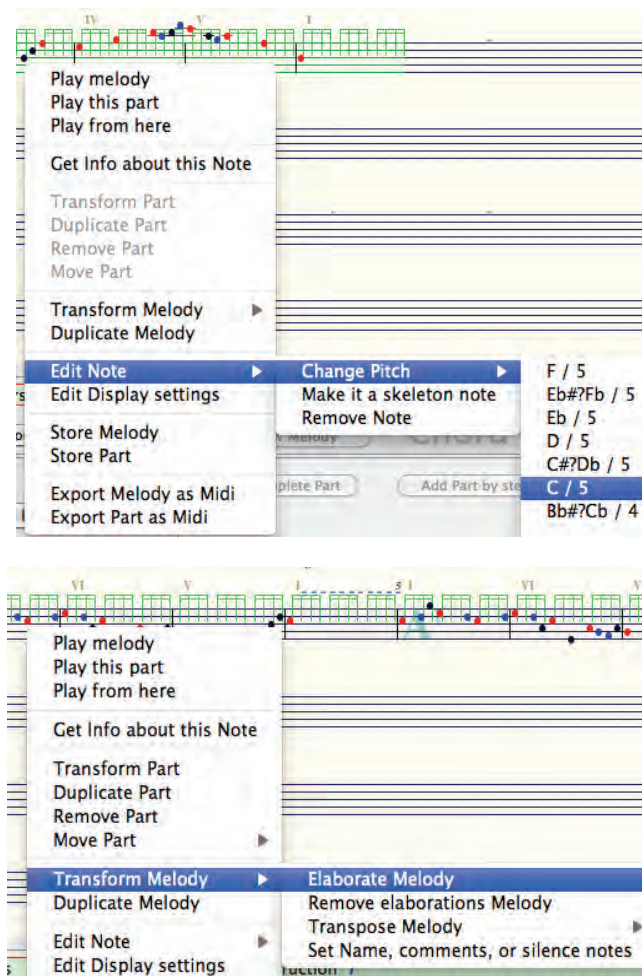 IV V I
Play melody
Play this part
Play from here
Get Info about this Note
Transform Part
Duplicate Part
Remove Part
Move Part
Transform Melody
Duplicate Melody
Edit Note
Edit Display settings
Store Melody
Store Part
Export Melody as Midi
Export Part as Midi
Change Pitch
Make it a skeleton note
Remove Note
Melody
plete Part
Add Part by ste
F / 5
Eb#?Fb / 5
Eb / 5
D / 5
C#?Db / 5
C / 5
Bb#?Cb / 4
VI V I 5 I VI V
A
Play melody
Play this part
Play from here
Get Info about this Note
Transform Part
Duplicate Part
Remove Part
Move Part
Transform Melody
Duplicate Melody
Edit Note
Edit Display settings
Elaborate Melody
Remove elaborations Melody
Transpose Melody
Set Name, comments, or silence notes